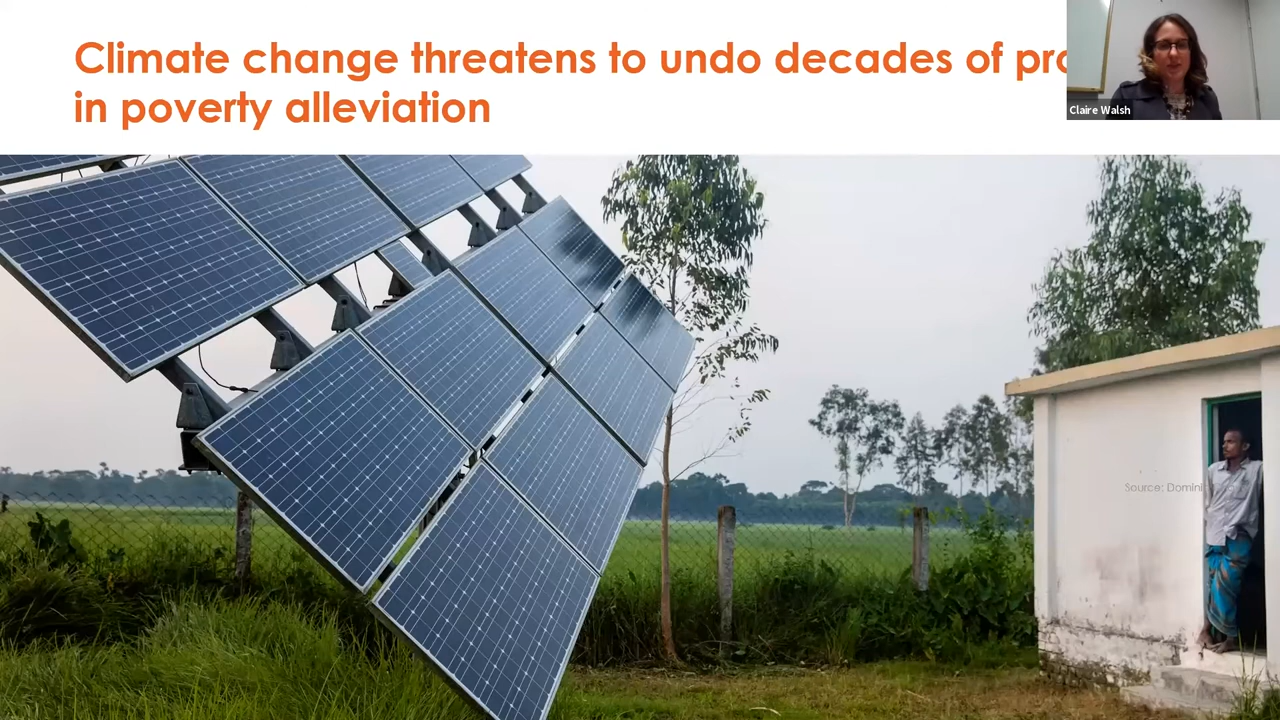 Climate change threatens to undo decades of pro
in poverty alleviation
Claire Walsh
Source: Domini